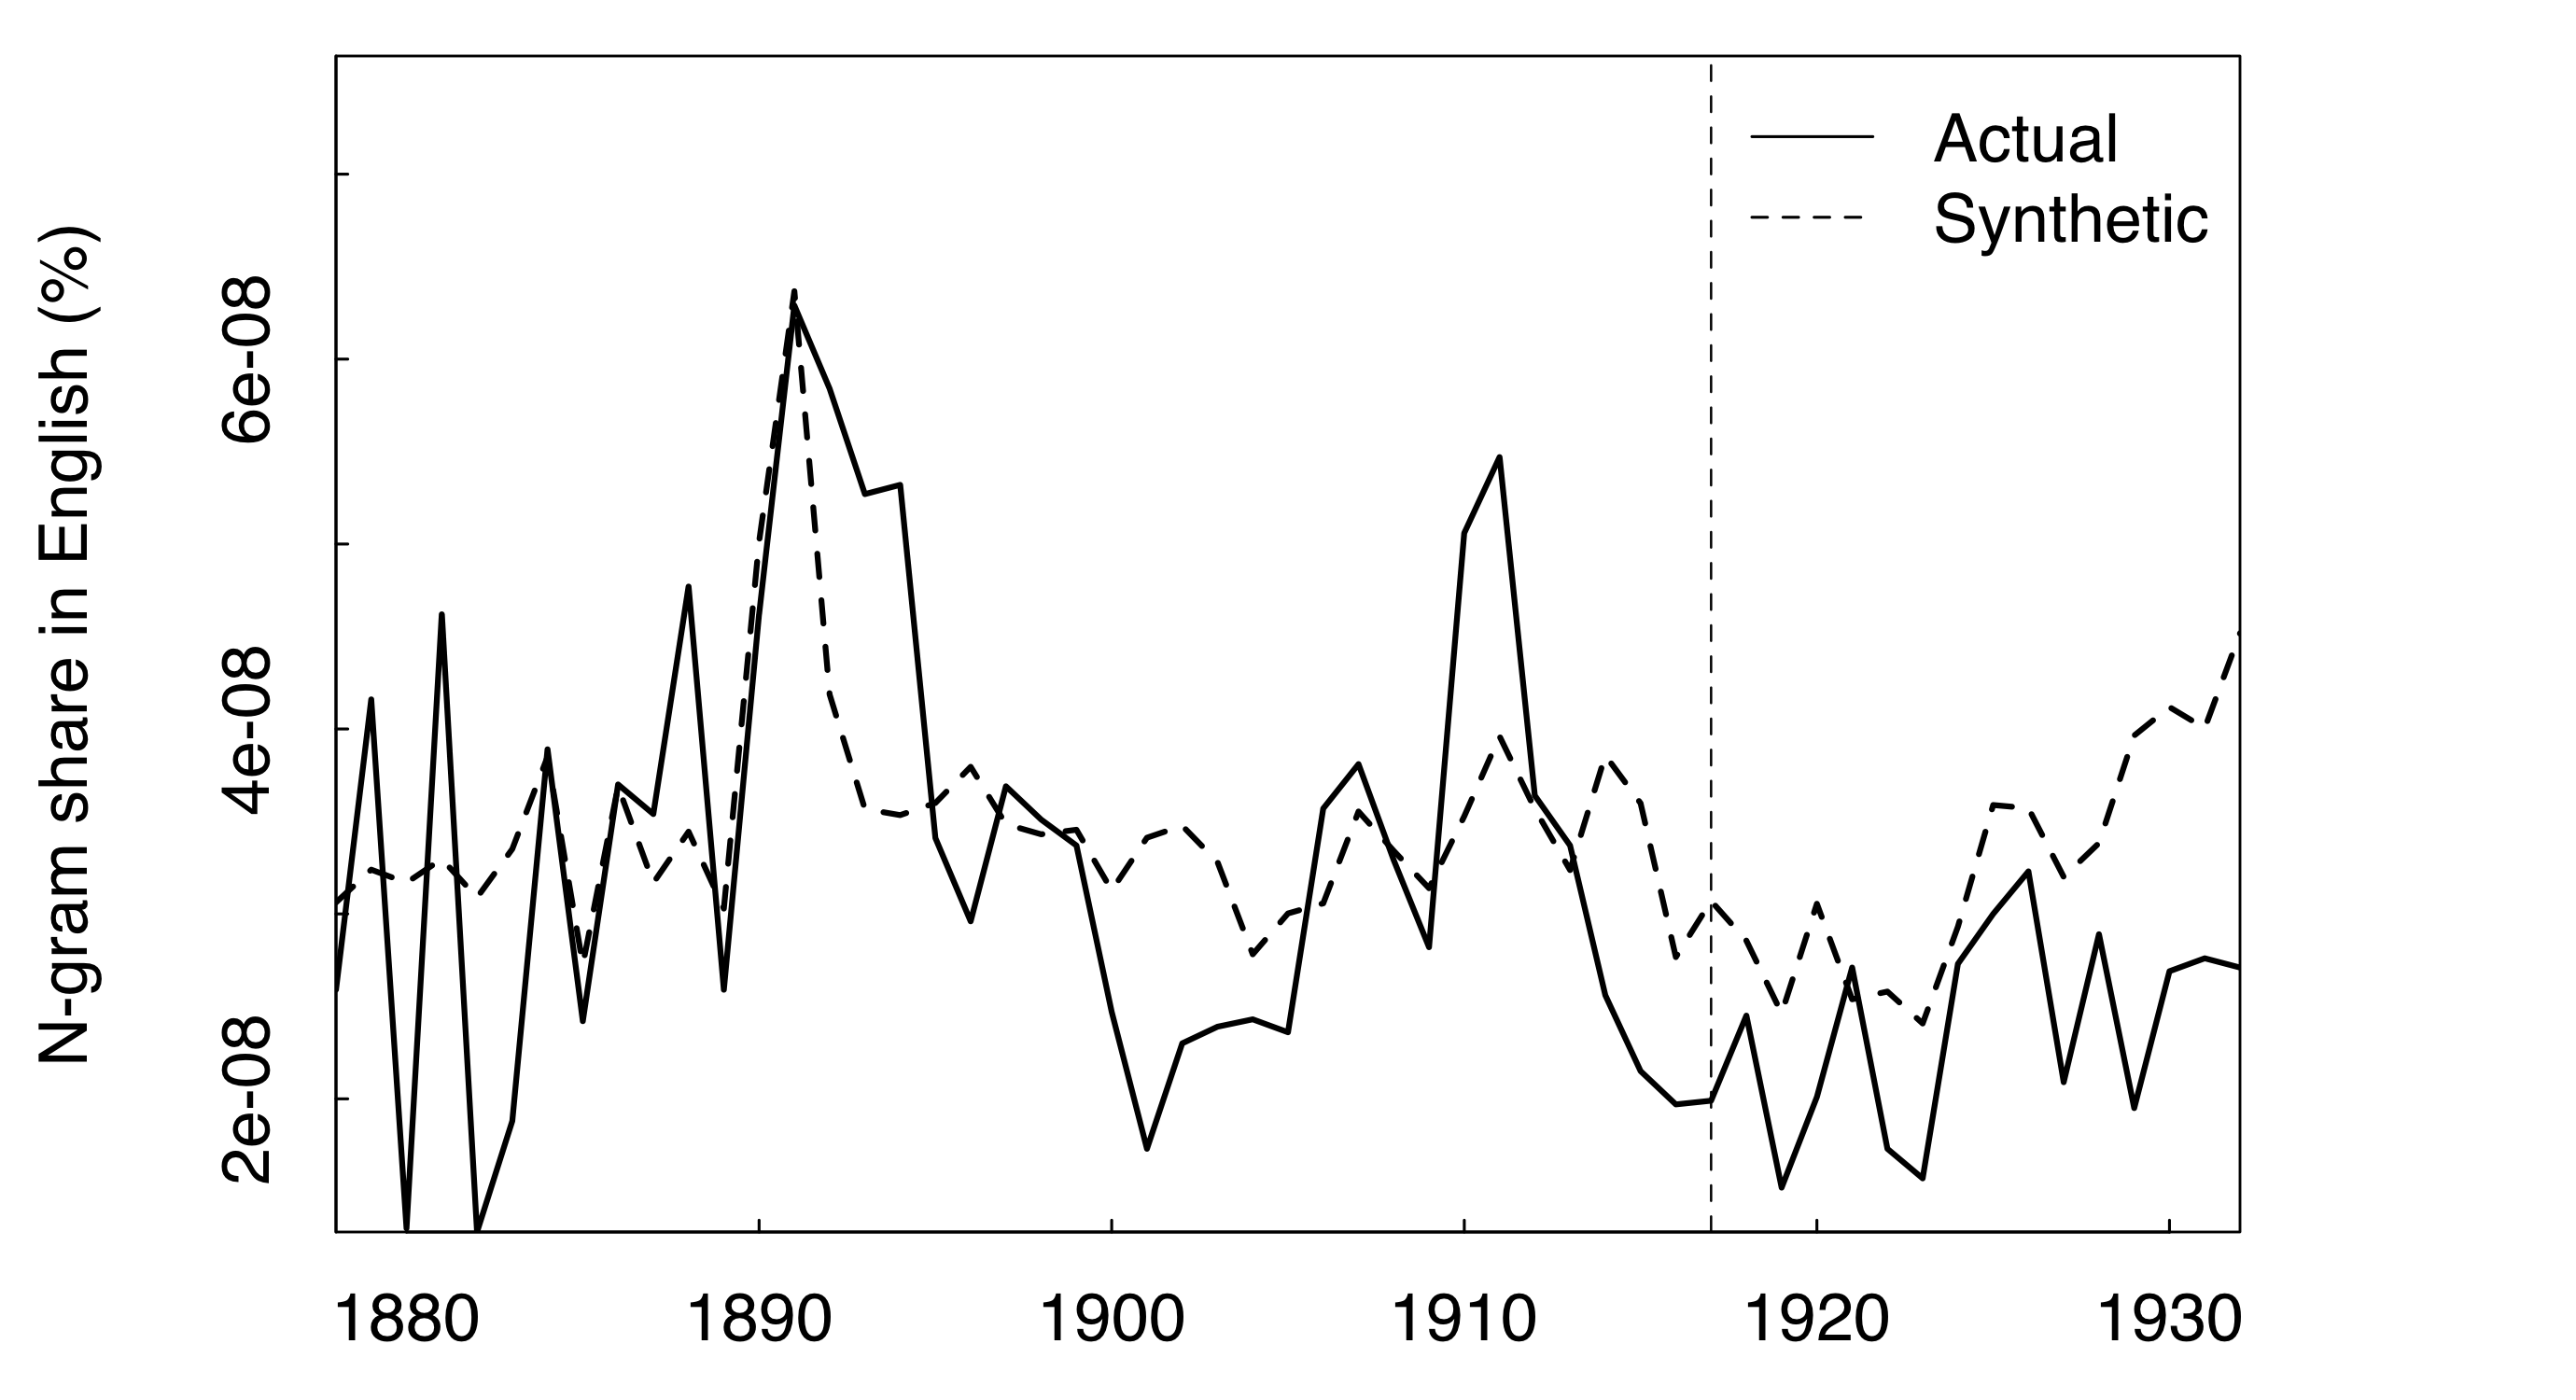 N-gram share in English (%)
6e-08
4e-08
2e-08
Actual
Synthetic
1880 1890 1900 1910 1920 1930